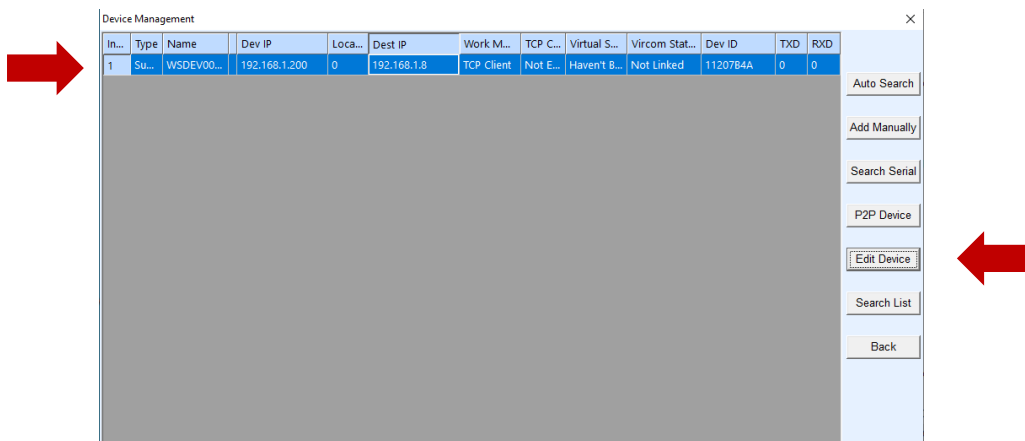 Device Management
In... Type Name Dev IP Loca... Dest IP Work M... TCP C... Virtual S... Vircom Stat... Dev ID TXD RXD
1 Su... WSDEV00... 192.168.1.200 0 192.168.1.8 TCP Client Not E... Haven't B... Not Linked 11207B4A 0 0
Auto Search
Add Manually
Search Serial
P2P Device
Edit Device
Search List
Back